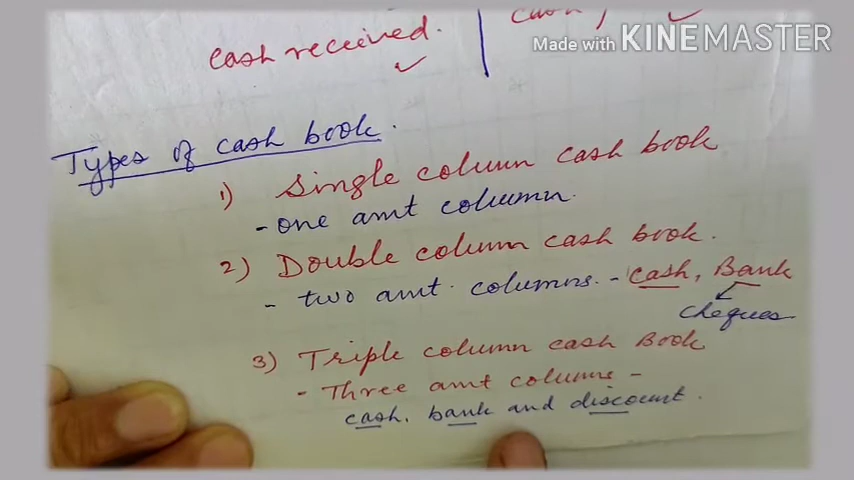 cash received.
Made with KINEMASTER
Types of cash book.
1) Single column cash book
- one amt column.
2) Double column cash book.
- two amt. columns. - cash, Bank
cheques
3) Triple column cash Book
- Three amt columns -
cash, bank and discount.